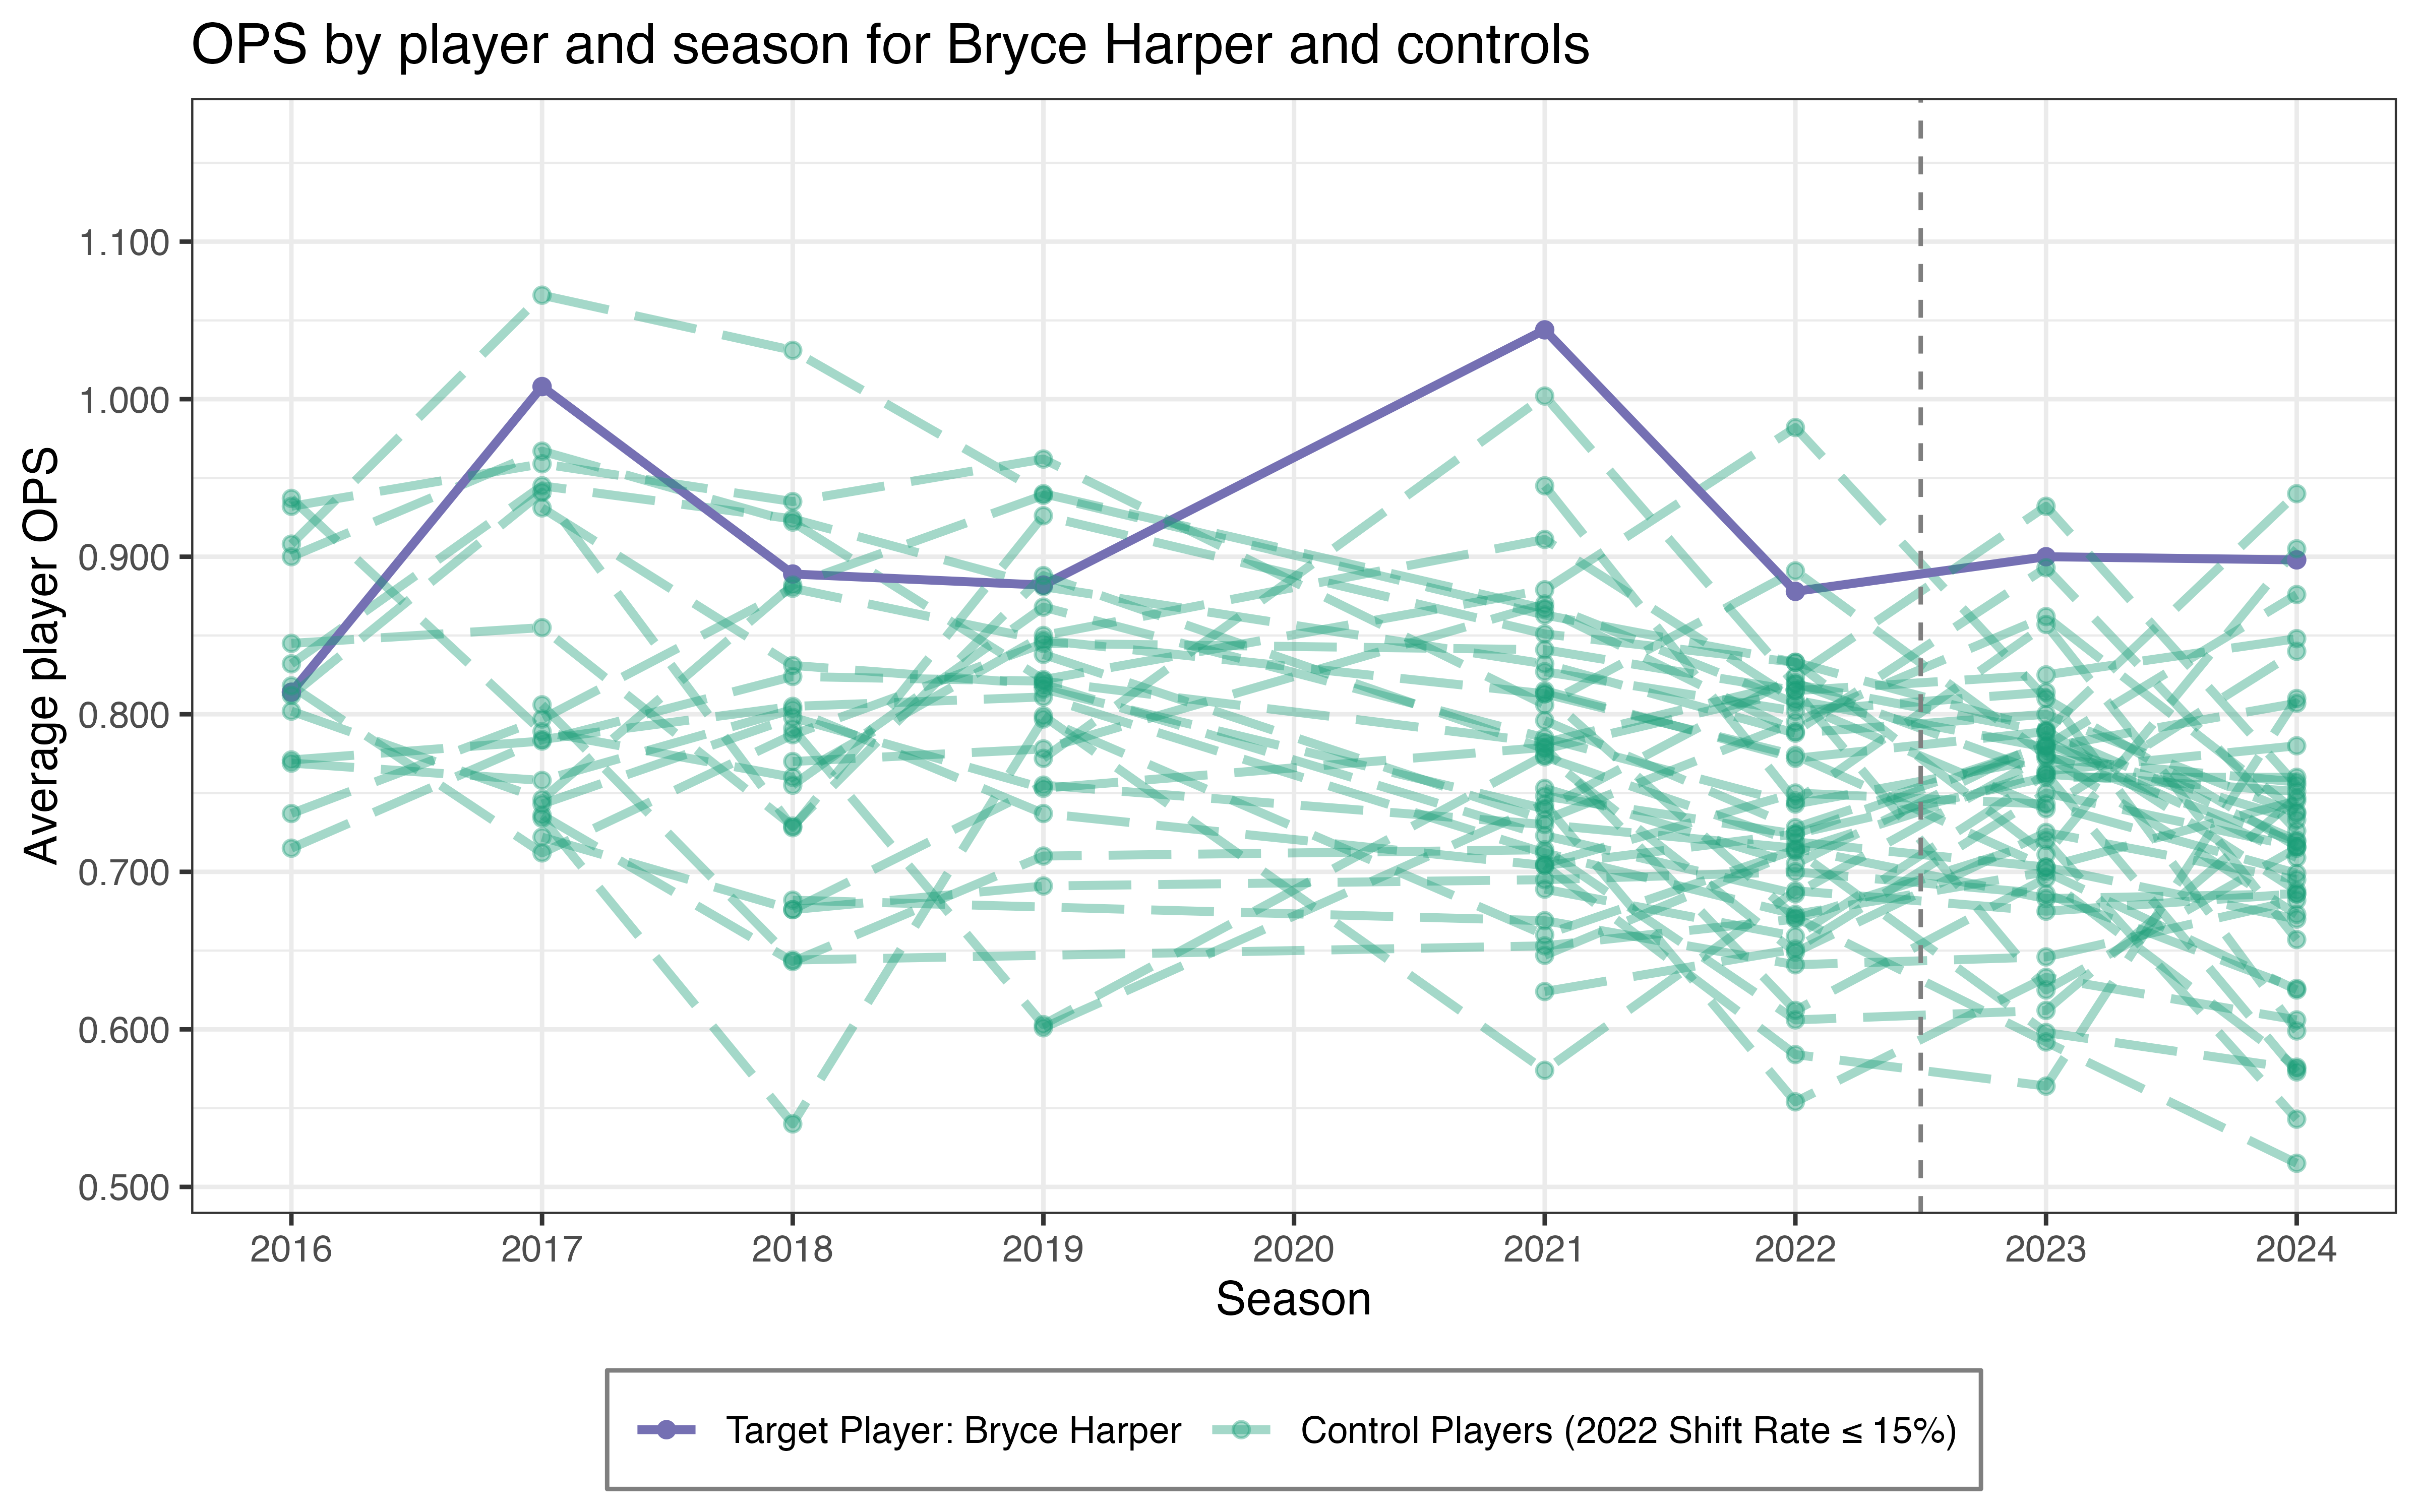 OPS by player and season for Bryce Harper and controls
Average player OPS
1.100
1.000
0.900
0.800
0.700
0.600
0.500
2016 2017 2018 2019 2020 2021 2022 2023 2024
Season
Target Player: Bryce Harper Control Players (2022 Shift Rate ≤ 15%)